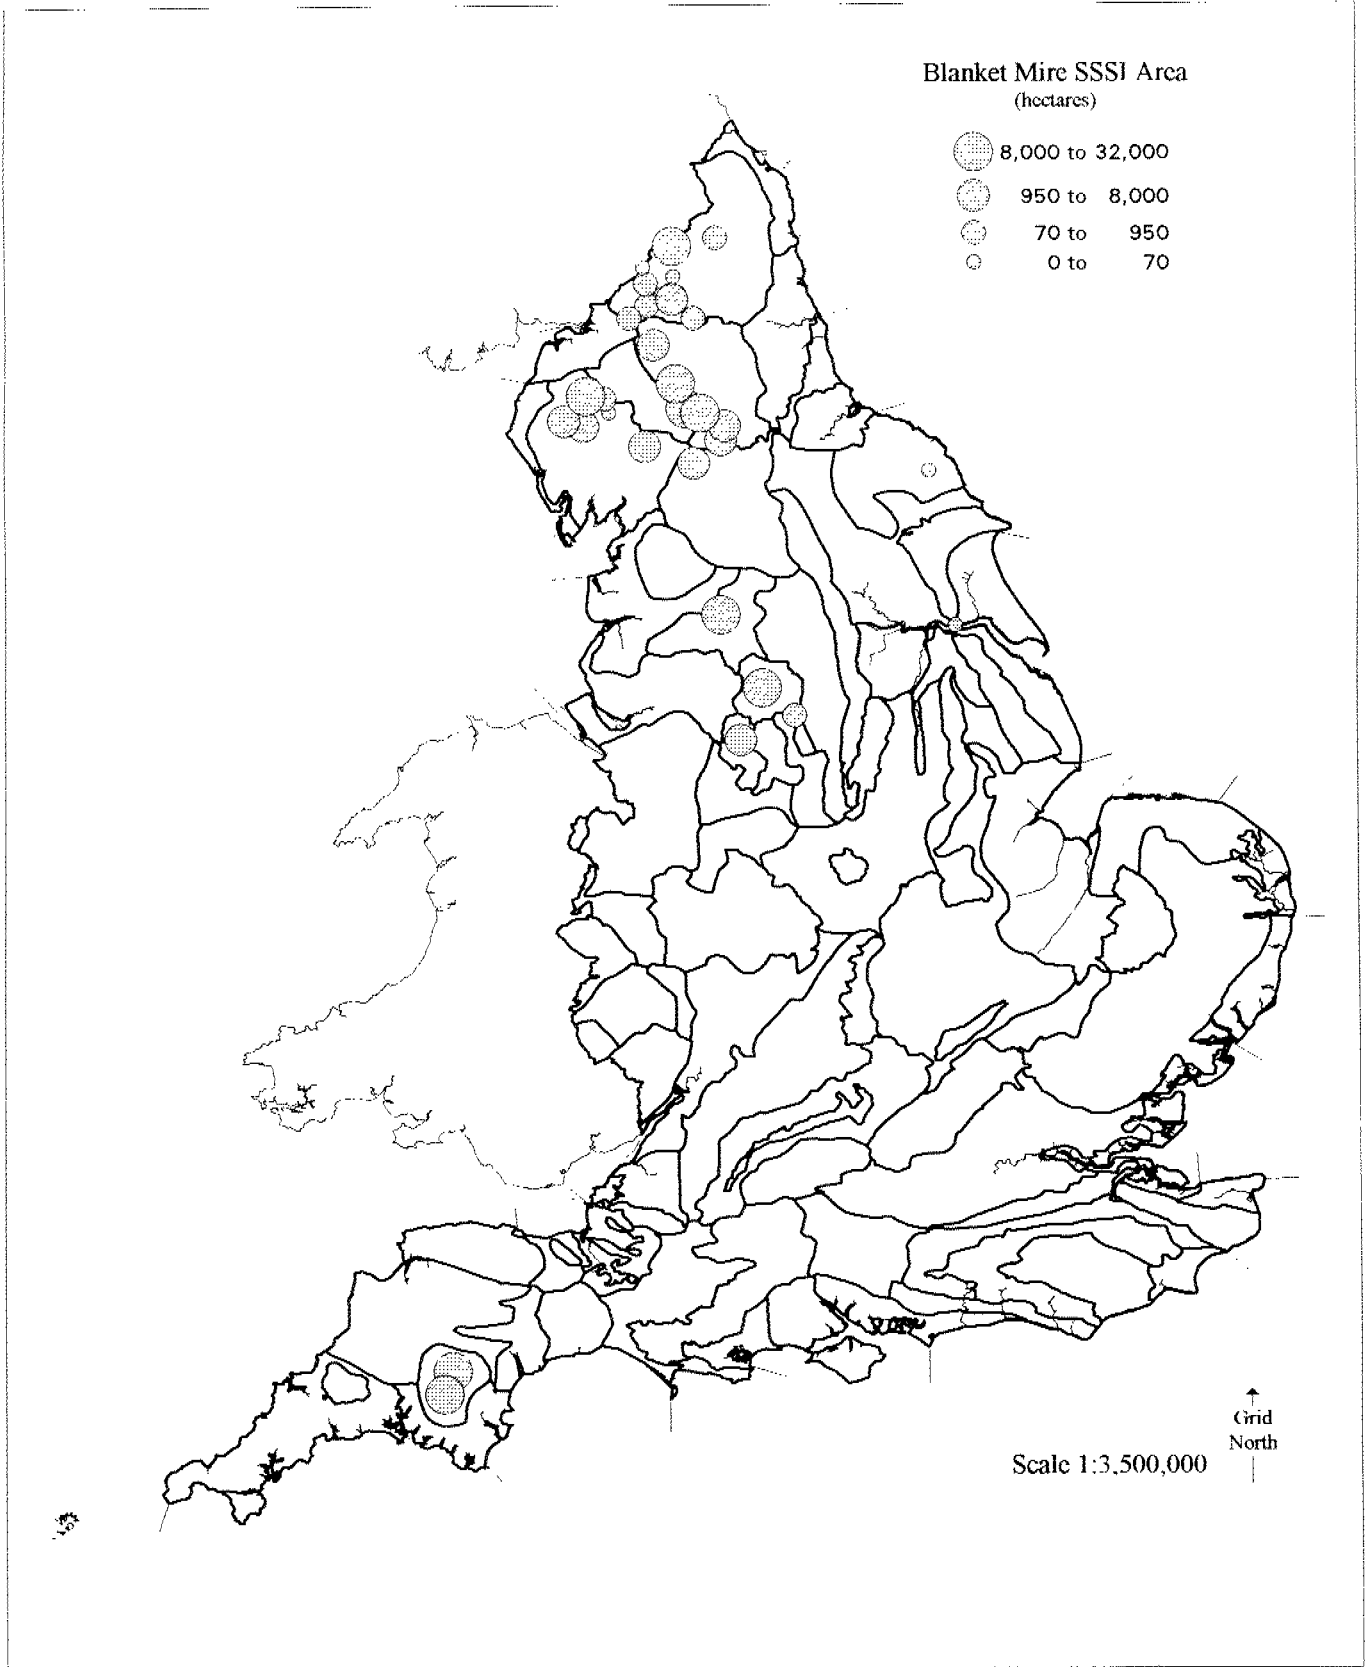 Blanket Mire SSSI Area
(hectares)
8,000 to 32,000
950 to 8,000
70 to 950
0 to 70
Grid
North
Scale 1:3,500,000